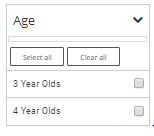 Age
Select all Clear all
3 Year Olds
4 Year Olds